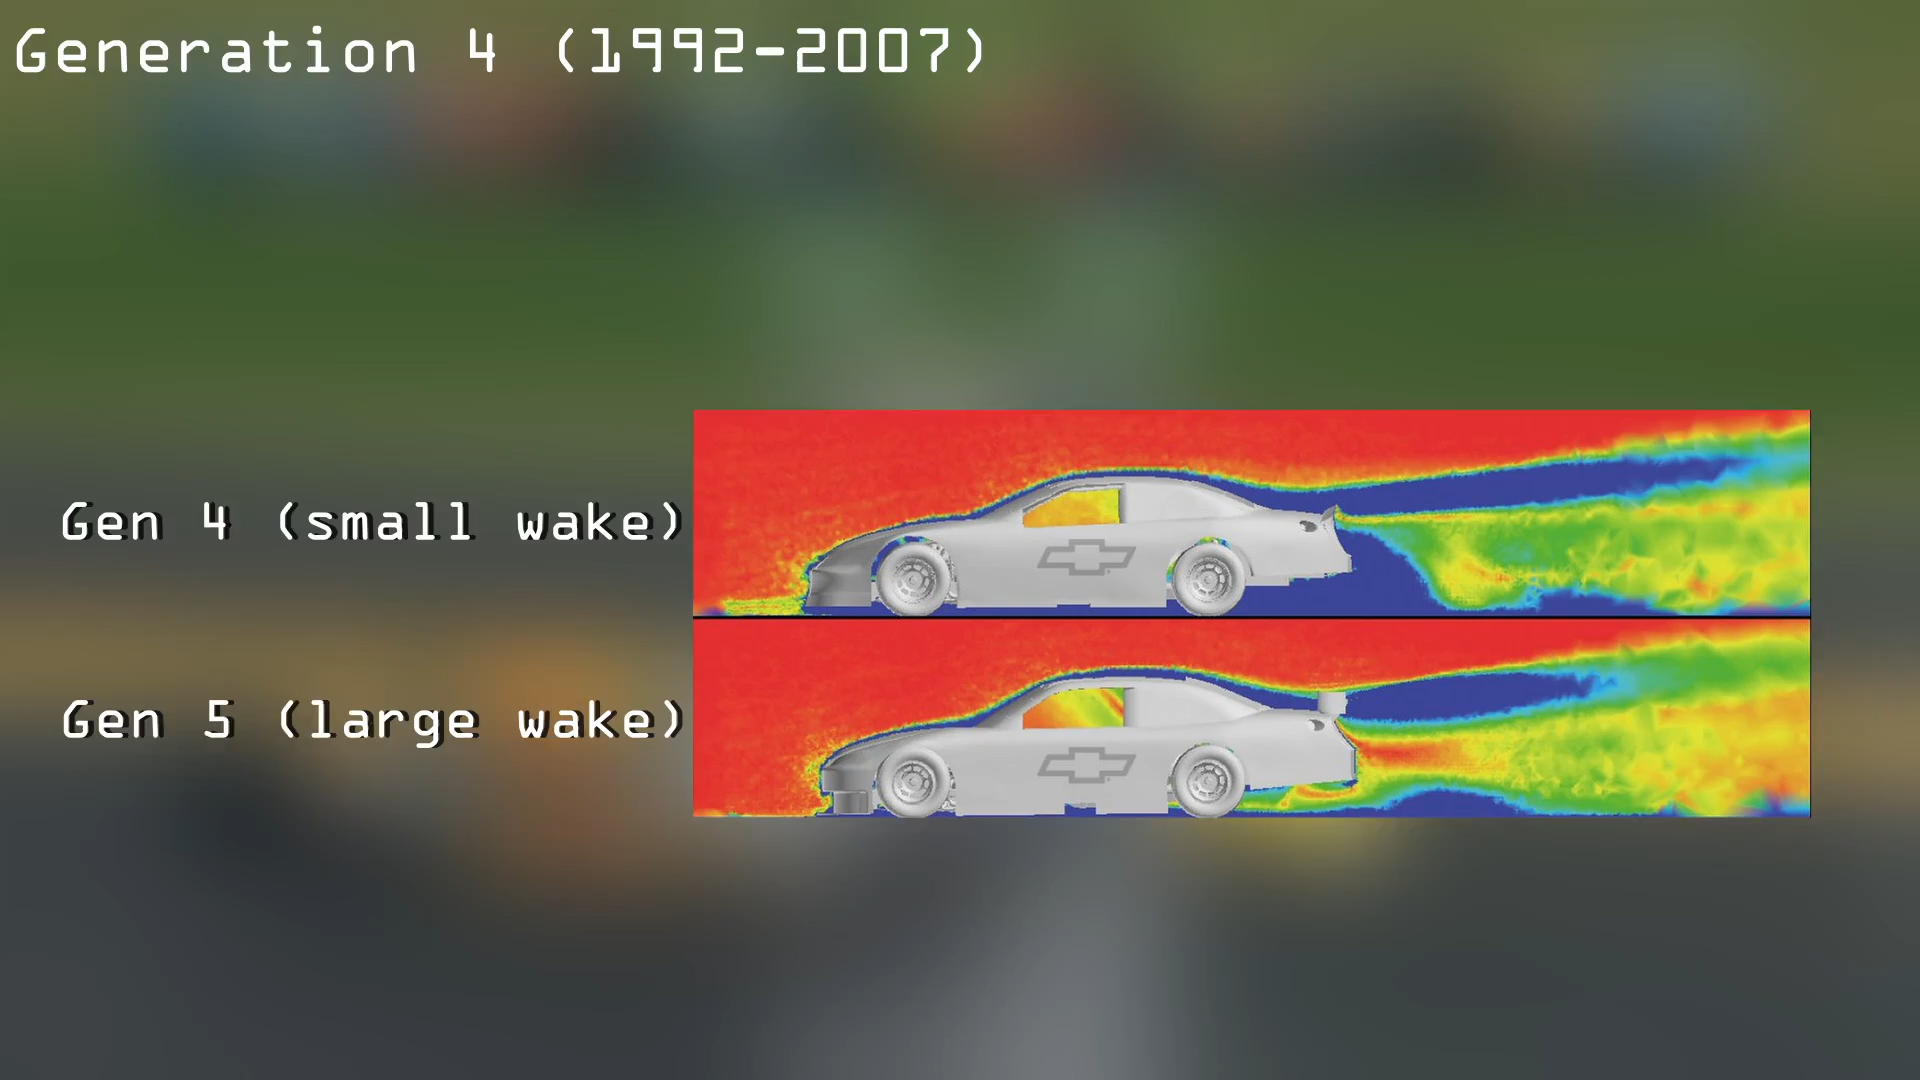 Generation 4 (1992-2007)
Gen 4 (small wake)
Gen 5 (large wake)